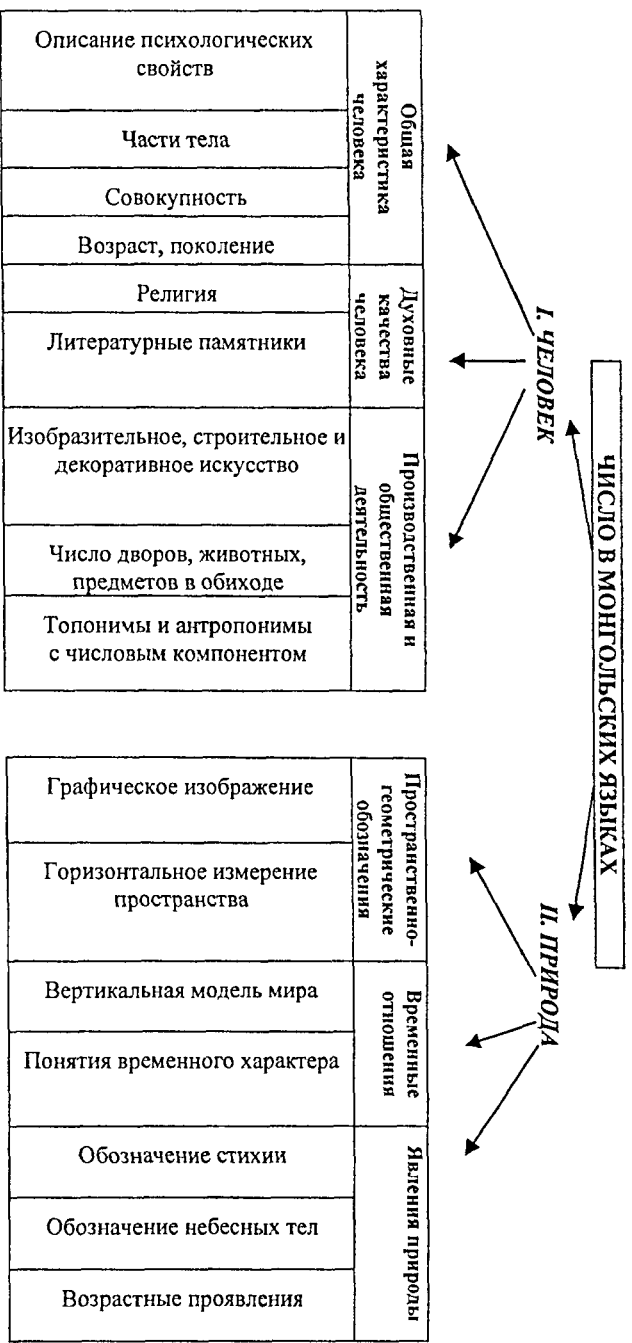 ЧИСЛО В МОНГОЛЬСКИХ ЯЗЫКАХ
I. ЧЕЛОВЕК
Общая
характеристика
человека
Описание психологических
свойств
Части тела
Совокупность
Возраст, поколение
Духовные
качества
человека
Религия
Литературные памятники
Производственная и
общественная
деятельность
Изобразительное, строительное и
декоративное искусство
Число дворов, животных,
предметов в обиходе
Топонимы и антропонимы
с числовым компонентом
II. ПРИРОДА
Пространственно-
геометрические
обозначения
Графическое изображение
Горизонтальное измерение
пространства
Временные
отношения
Вертикальная модель мира
Понятия временного характера
Явления природы
Обозначение стихии
Обозначение небесных тел
Возрастные проявления